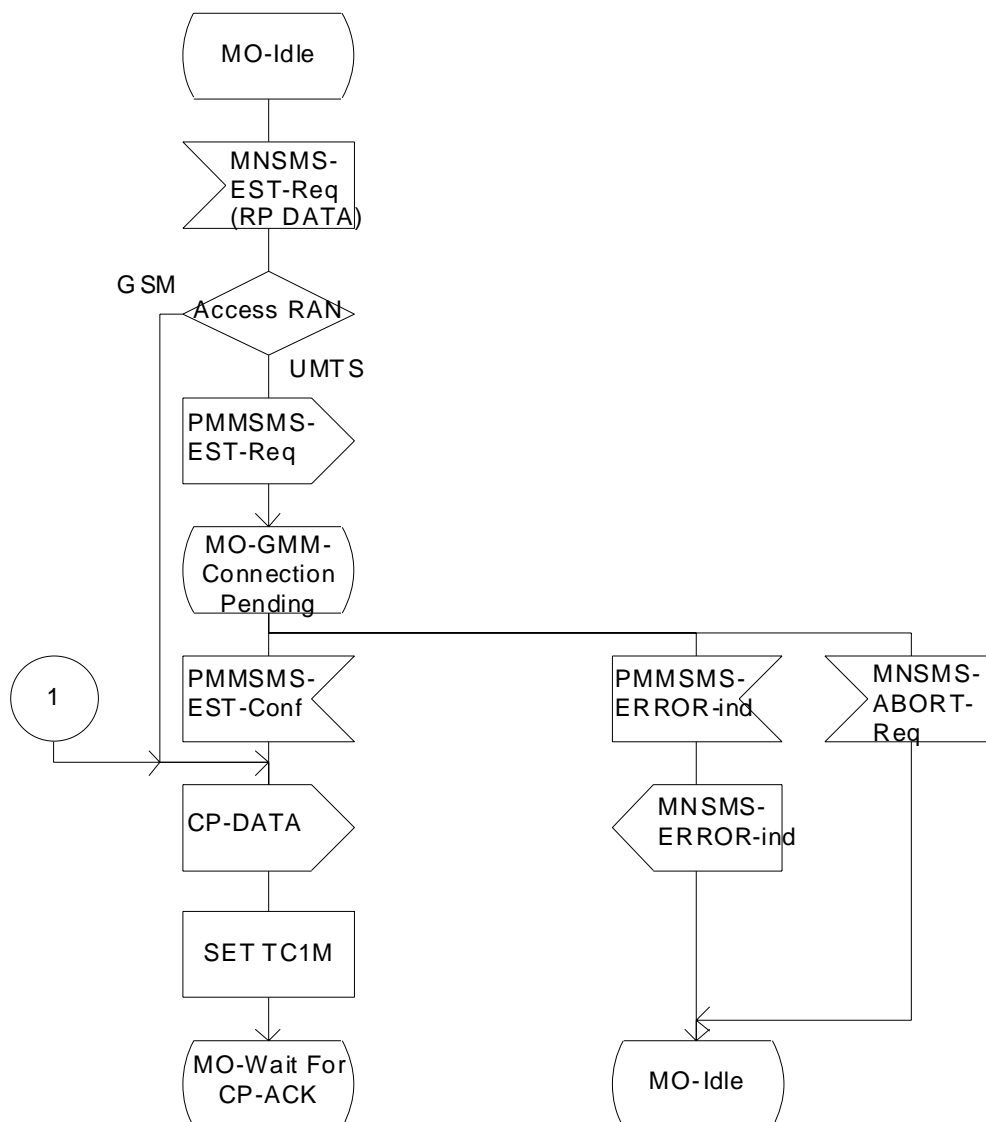 MO-Idle
MNSMS-
EST-Req
(RP DATA)
GSM
Access RAN
UMTS
PMMSMS-
EST-Req
MO-GMM-
Connection
Pending
1
PMMSMS-
EST-Conf
PMMSMS-
ERROR-ind
MNSMS-
ABORT-
Req
CP-DATA
MNSMS-
ERROR-ind
SET TC1M
MO-Wait For
CP-ACK
MO-Idle